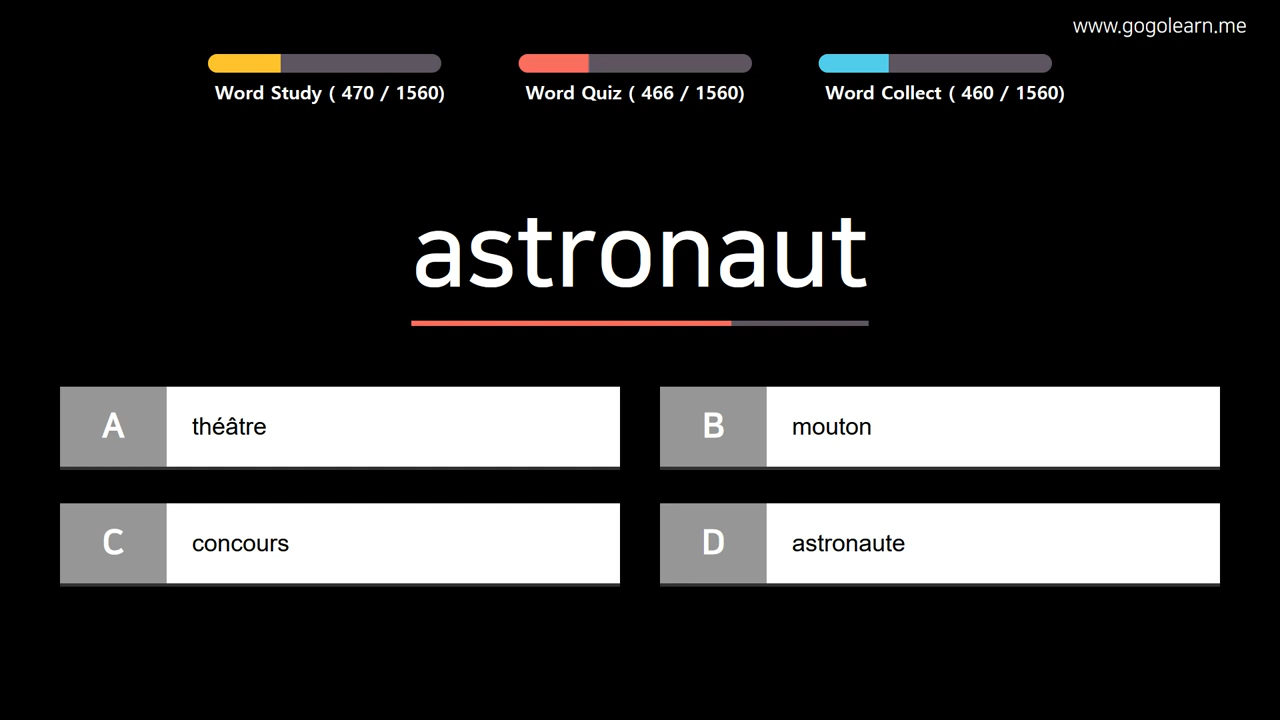 www.gogolearn.me
Word Study ( 470 / 1560)
Word Quiz ( 466 / 1560)
Word Collect ( 460 / 1560)
astronaut
A théâtre
B mouton
C concours
D astronaute